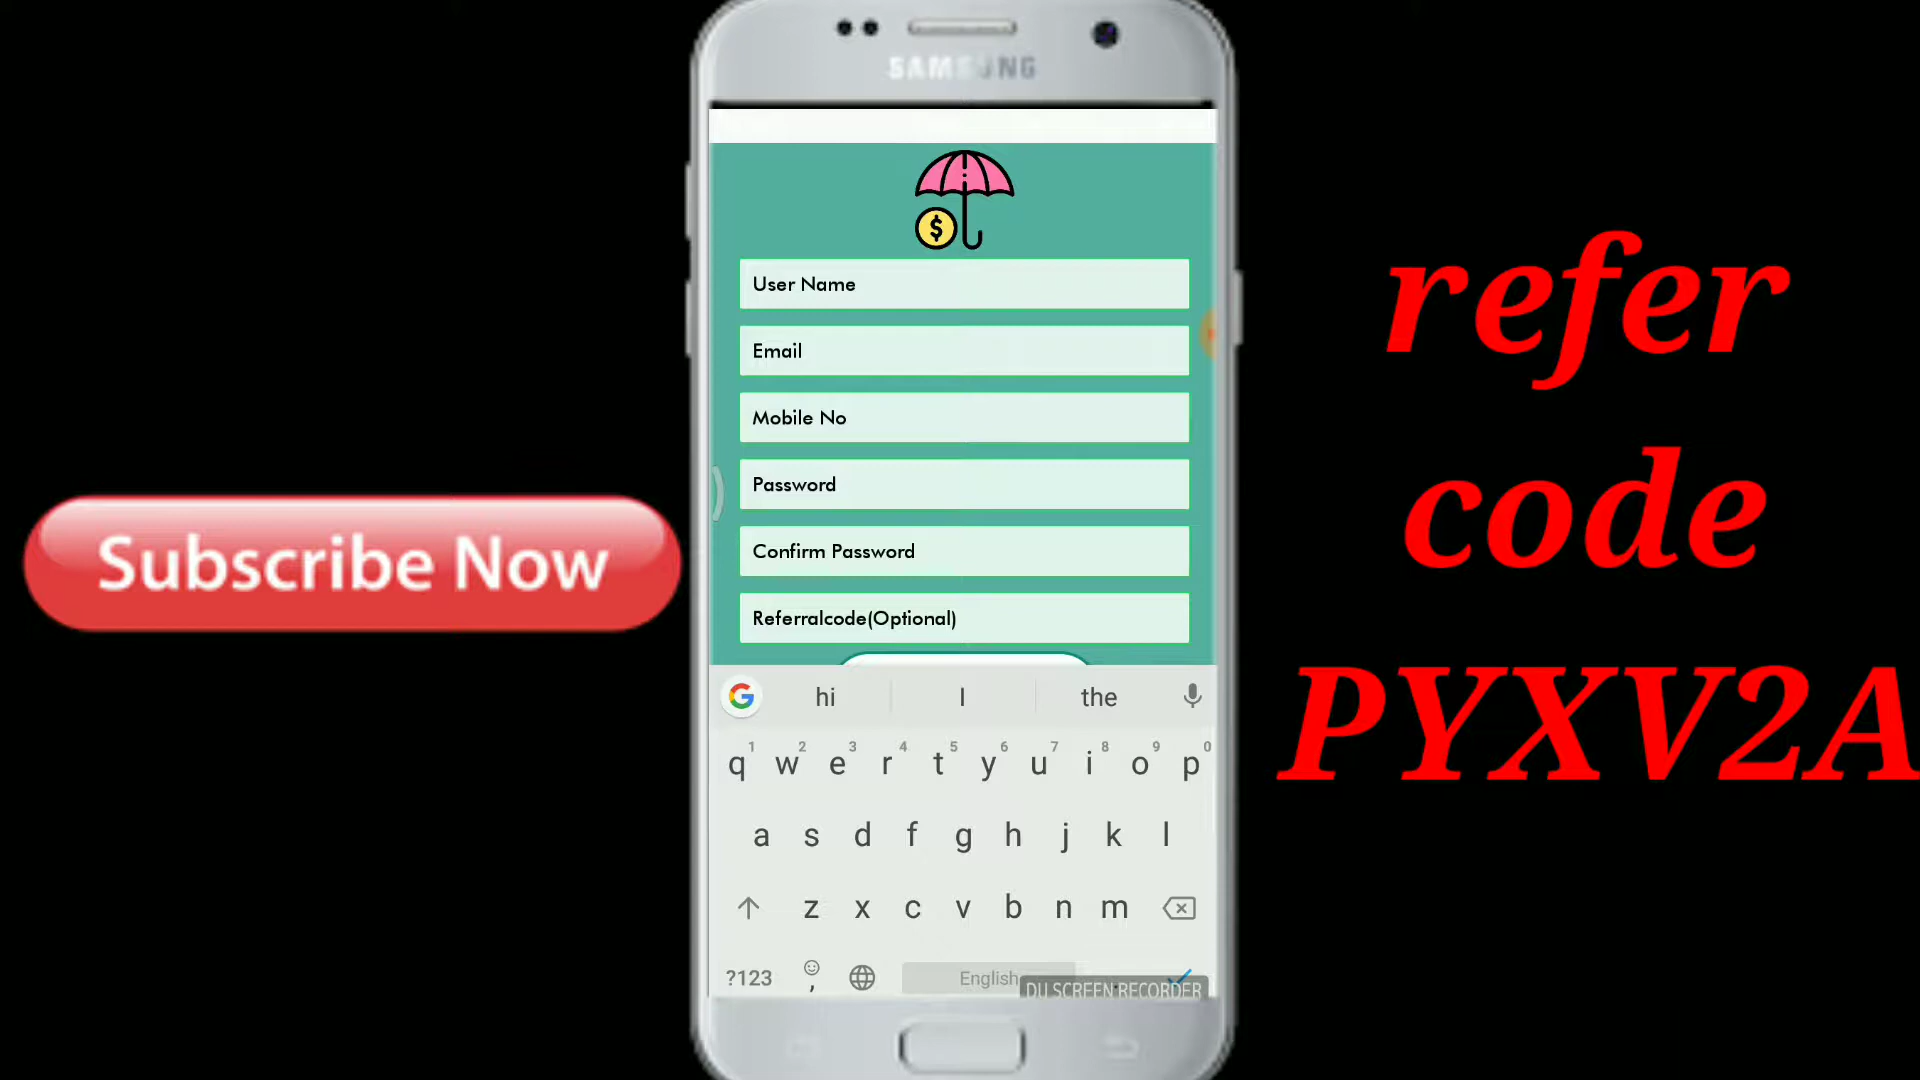 SAMSUNG
$
User Name
Email
Mobile No
Password
Confirm Password
Referralcode(Optional)
Subscribe Now
refer
code
PYXV2A
G hi I the
1 2 3 4 5 6 7 8 9 0
q w e r t y u i o p
a s d f g h j k l
z x c v b n m
?123 , English .
DU SCREEN RECORDER